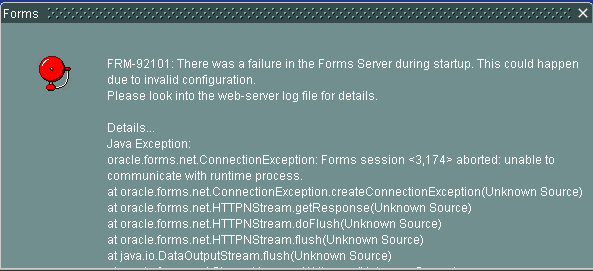 Forms
FRM-92101: There was a failure in the Forms Server during startup. This could happen
due to invalid configuration.
Please look into the web-server log file for details.
Details...
Java Exception:
oracle.forms.net.ConnectionException: Forms session <3,174> aborted: unable to
communicate with runtime process.
at oracle.forms.net.ConnectionException.createConnectionException(Unknown Source)
at oracle.forms.net.HTTPNStream.getResponse(Unknown Source)
at oracle.forms.net.HTTPNStream.doFlush(Unknown Source)
at oracle.forms.net.HTTPNStream.flush(Unknown Source)
at java.io.DataOutputStream.flush(Unknown Source)